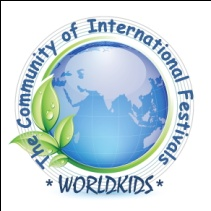 The Community of International Festivals
* WORLDKIDS *